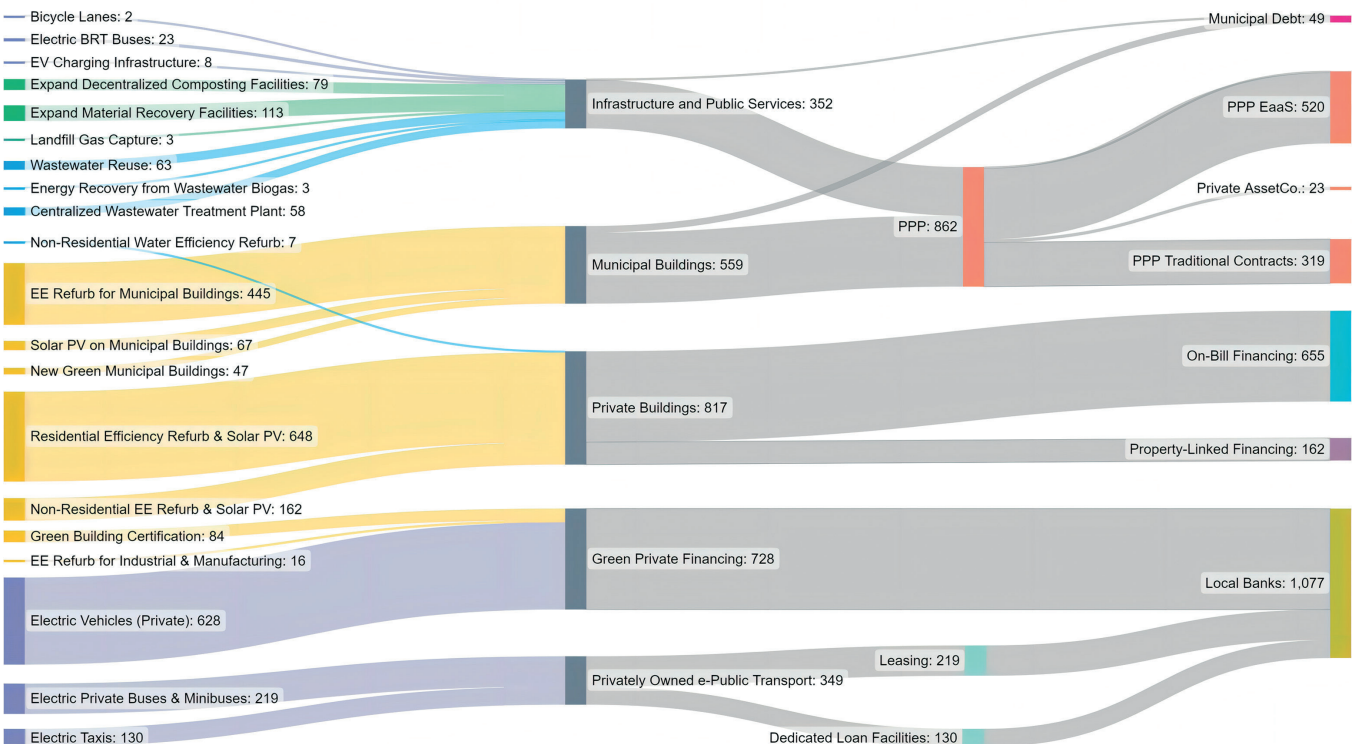 Bicycle Lanes: 2
Electric BRT Buses: 23
EV Charging Infrastructure: 8
Expand Decentralized Composting Facilities: 79
Expand Material Recovery Facilities: 113
Landfill Gas Capture: 3
Wastewater Reuse: 63
Energy Recovery from Wastewater Biogas: 3
Centralized Wastewater Treatment Plant: 58
Non-Residential Water Efficiency Refurb: 7
EE Refurb for Municipal Buildings: 445
Solar PV on Municipal Buildings: 67
New Green Municipal Buildings: 47
Residential Efficiency Refurb & Solar PV: 648
Non-Residential EE Refurb & Solar PV: 162
Green Building Certification: 84
EE Refurb for Industrial & Manufacturing: 16
Electric Vehicles (Private): 628
Electric Private Buses & Minibuses: 219
Electric Taxis: 130
Infrastructure and Public Services: 352
Municipal Buildings: 559
Private Buildings: 817
Green Private Financing: 728
Privately Owned e-Public Transport: 349
PPP: 862
Leasing: 219
Dedicated Loan Facilities: 130
Municipal Debt: 49
PPP EaaS: 520
Private AssetCo.: 23
PPP Traditional Contracts: 319
On-Bill Financing: 655
Property-Linked Financing: 162
Local Banks: 1,077